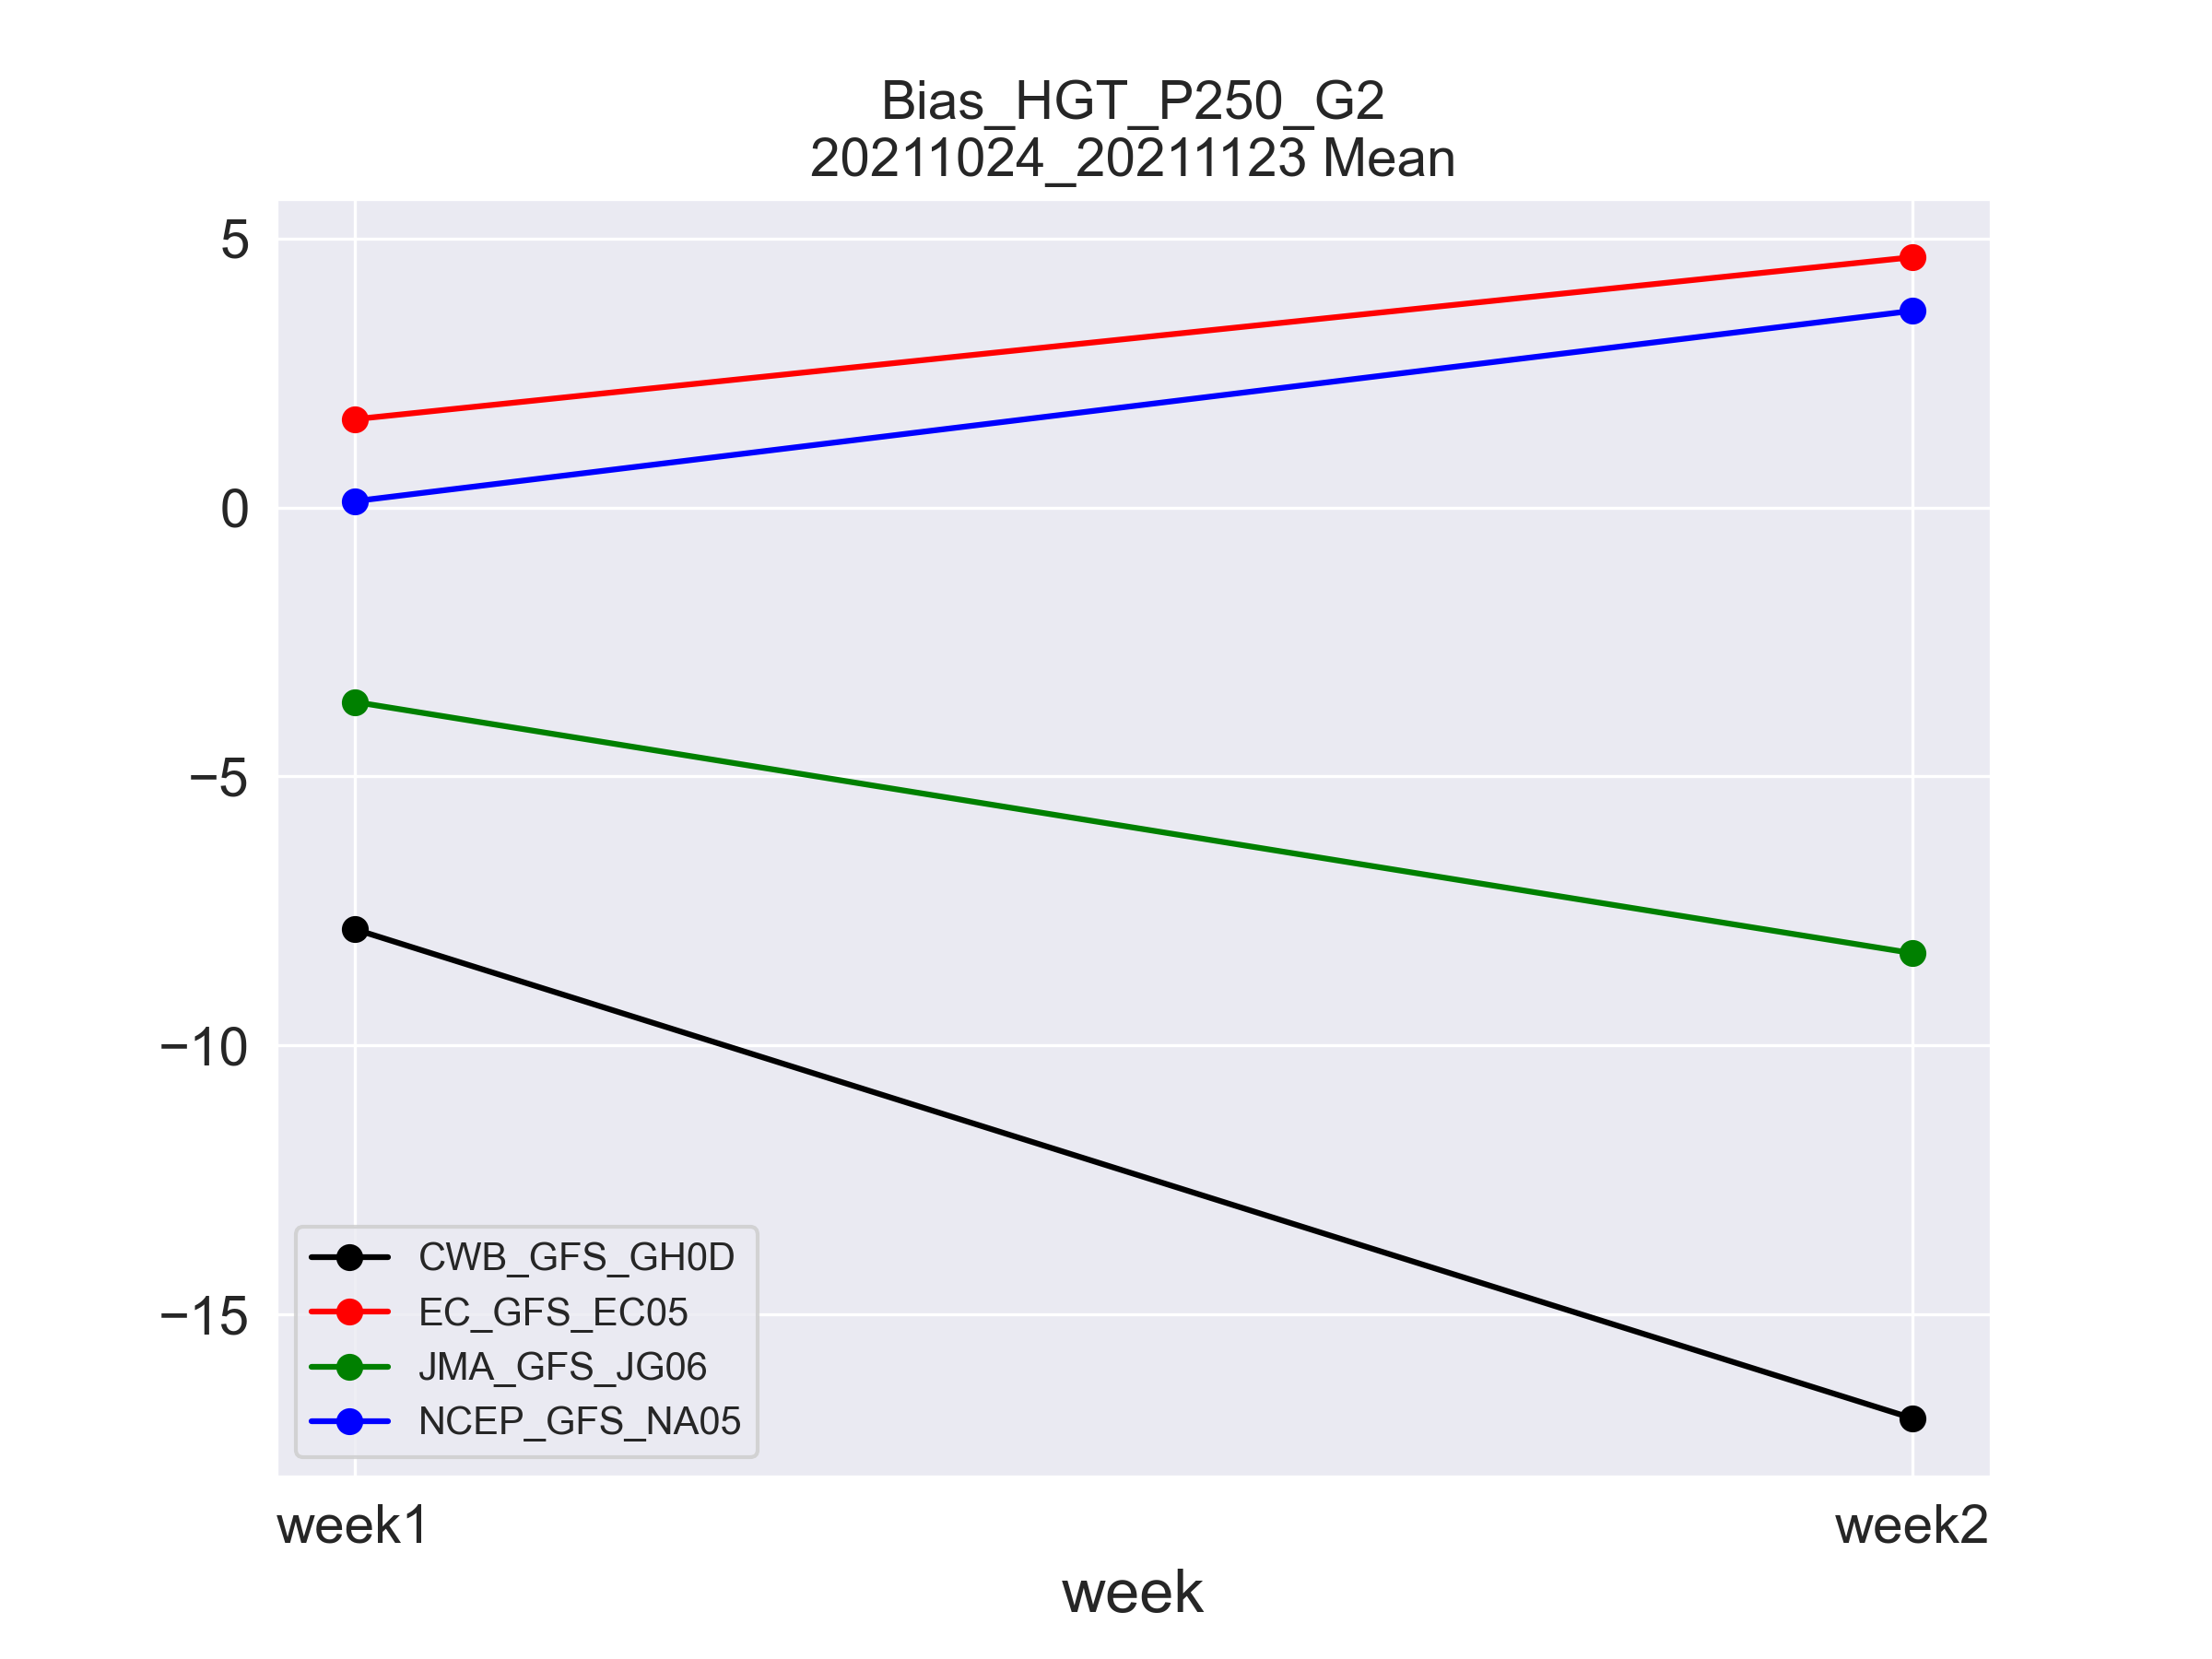 Bias_HGT_P250_G2
20211024_20211123 Mean
5
0
−5
−10
−15
CWB_GFS_GH0D
EC_GFS_EC05
JMA_GFS_JG06
NCEP_GFS_NA05
week1
week2
week